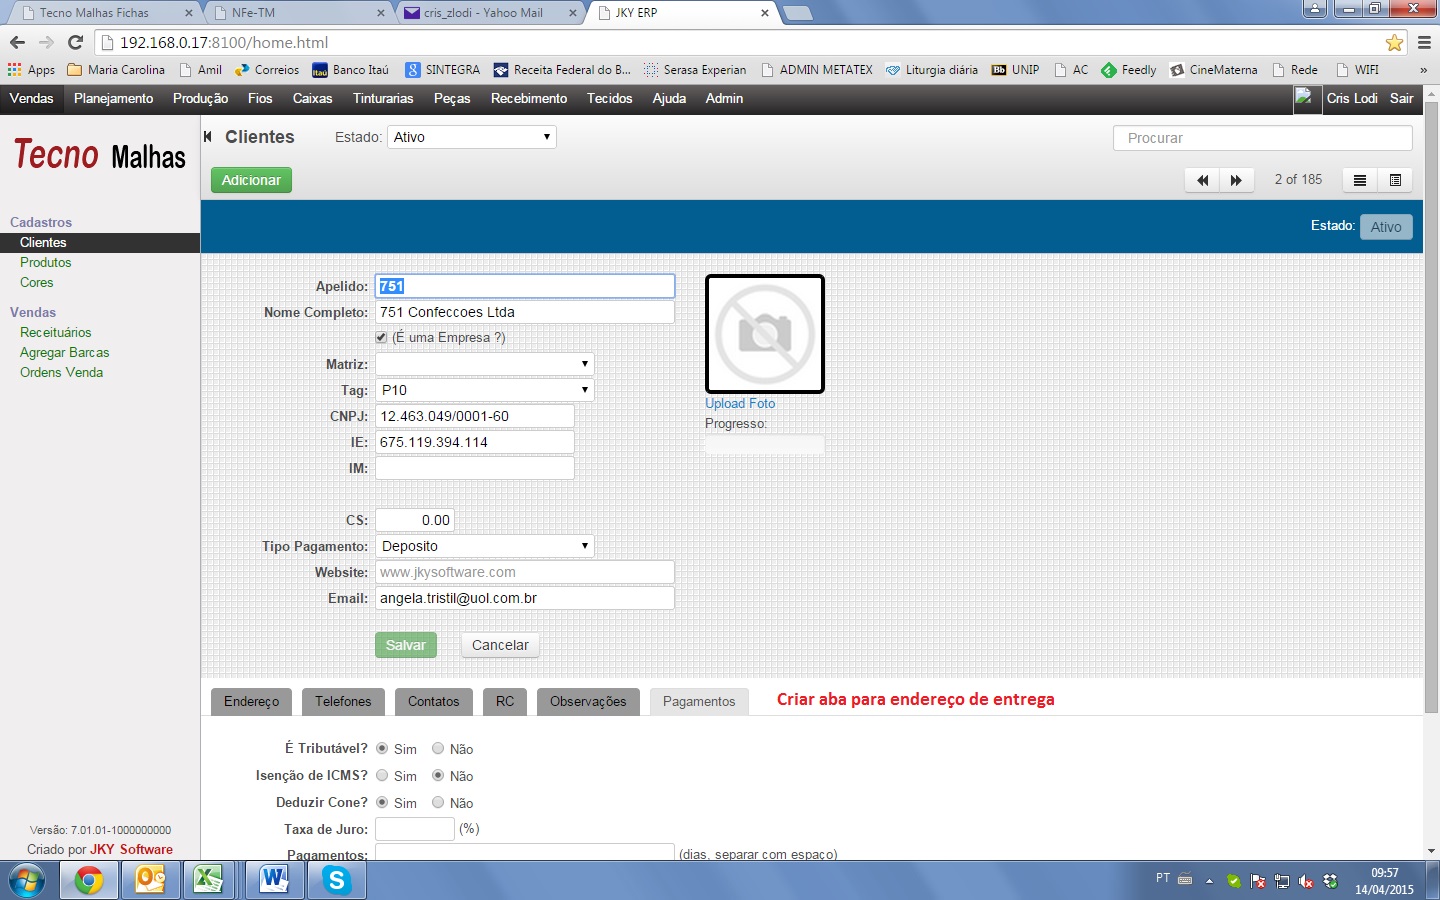 Tecno Malhas Fichas
NFe-TM
cris_zlodi - Yahoo Mail
JKY ERP
192.168.0.17:8100/home.html
Apps Maria Carolina Amil Correios Banco Itaú SINTEGRA Receita Federal do B... Serasa Experian ADMIN METATEX Liturgia diária UNIP AC Feedly CineMaterna Rede WIFI »
Vendas Planejamento Produção Fios Caixas Tinturarias Peças Recebimento Tecidos Ajuda Admin Cris Lodi Sair
Tecno Malhas
Clientes Estado: Ativo Procurar
Adicionar 2 of 185
Cadastros
Clientes
Produtos
Cores
Vendas
Receituários
Agregar Barcas
Ordens Venda
Estado: Ativo
Apelido: 751
Nome Completo: 751 Confeccoes Ltda
(É uma Empresa ?)
Matriz:
Tag: P10
CNPJ: 12.463.049/0001-60
IE: 675.119.394.114
IM:
Upload Foto
Progresso:
CS: 0.00
Tipo Pagamento: Deposito
Website: www.jkysoftware.com
Email: angela.tristil@uol.com.br
Salvar Cancelar
Endereço Telefones Contatos RC Observações Pagamentos Criar aba para endereço de entrega
É Tributável? Sim Não
Isenção de ICMS? Sim Não
Deduzir Cone? Sim Não
Taxa de Juro: (%)
Pagamentos: (dias, separar com espaço)
Versão: 7.01.01-1000000000
Criado por JKY Software
PT 09:57
14/04/2015